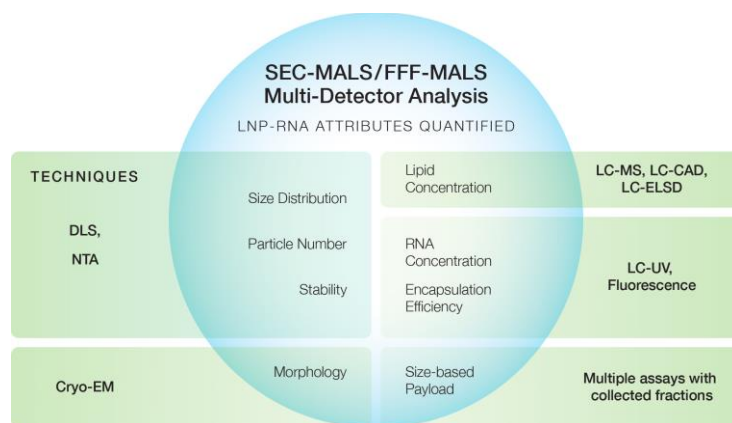 SEC-MALS/FFF-MALS
Multi-Detector Analysis
LNP-RNA ATTRIBUTES QUANTIFIED
TECHNIQUES
DLS,
NTA
Size Distribution
Particle Number
Stability
Lipid
Concentration
LC-MS, LC-CAD,
LC-ELSD
RNA
Concentration
Encapsulation
Efficiency
LC-UV,
Fluorescence
Cryo-EM
Morphology
Size-based
Payload
Multiple assays with
collected fractions